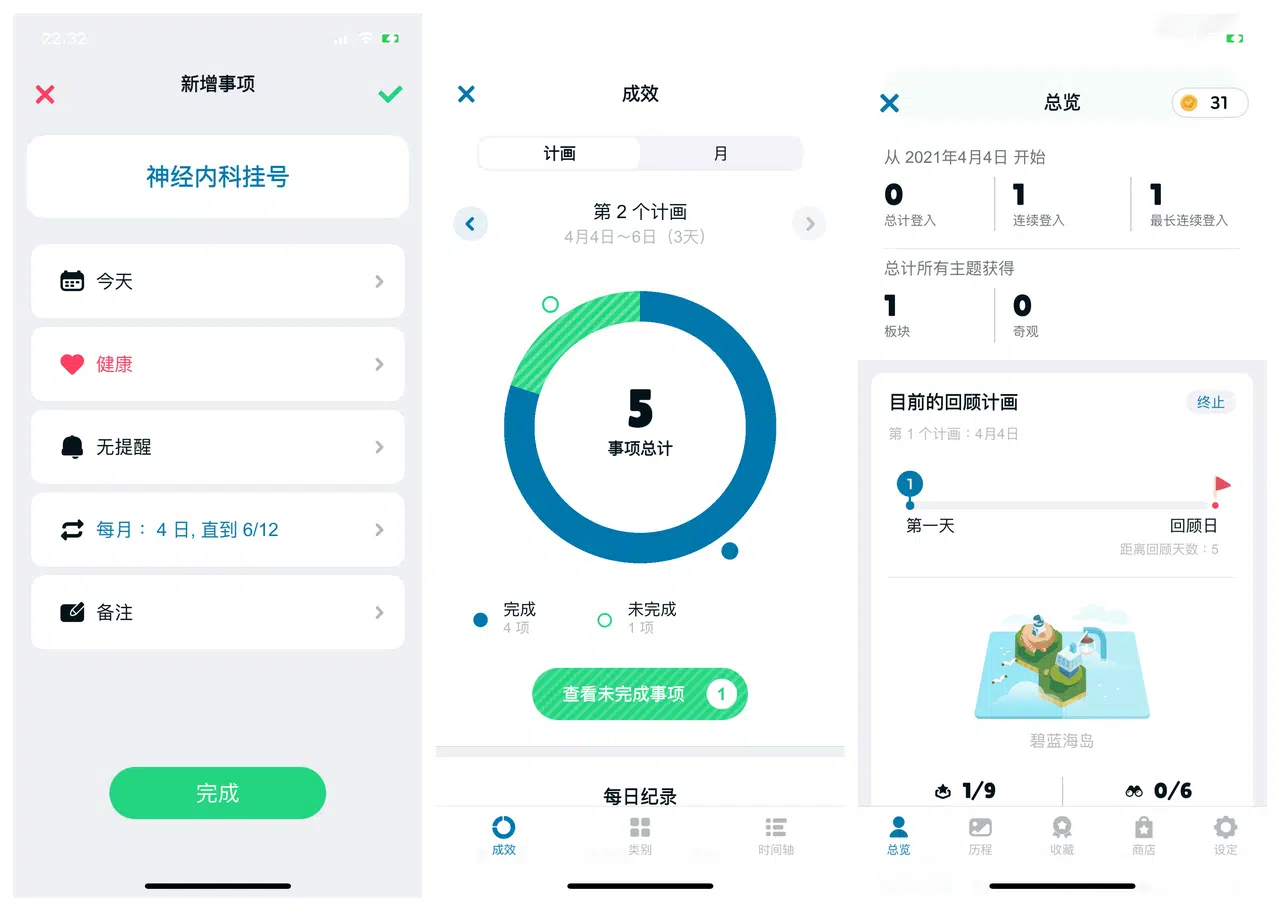 22:32
新增事项
神经内科挂号
今天
健康
无提醒
每月： 4 日, 直到 6/12
备注
完成
成效
计画
月
第 2 个计画
4月4日～6日（3天）
5
事项总计
完成
4 项
未完成
1 项
查看未完成事项 1
每日纪录
成效
类别
时间轴
总览
31
从 2021年4月4日 开始
0
总计登入
1
连续登入
1
最长连续登入
总计所有主题获得
1
板块
0
奇观
目前的回顾计画
终止
第 1 个计画：4月4日
1
第一天
回顾日
距离回顾天数：5
碧蓝海岛
1/9
0/6
总览
历程
收藏
商店
设定